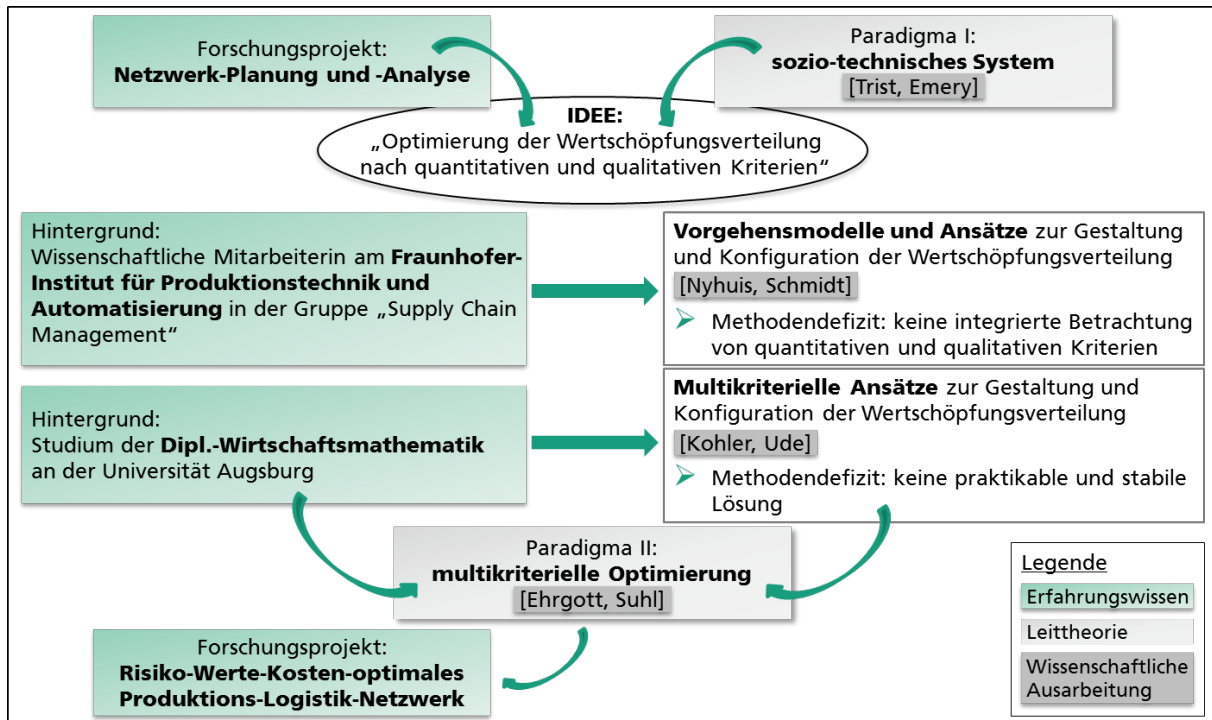 Forschungsprojekt:
Netzwerk-Planung und -Analyse
Paradigma I:
sozio-technisches System
[Trist, Emery]
IDEE:
„Optimierung der Wertschöpfungsverteilung
nach quantitativen und qualitativen Kriterien“
Hintergrund:
Wissenschaftliche Mitarbeiterin am Fraunhofer-
Institut für Produktionstechnik und
Automatisierung in der Gruppe „Supply Chain
Management“
Vorgehensmodelle und Ansätze zur Gestaltung
und Konfiguration der Wertschöpfungsverteilung
[Nyhuis, Schmidt]
Methodendefizit: keine integrierte Betrachtung
von quantitativen und qualitativen Kriterien
Hintergrund:
Studium der Dipl.-Wirtschaftsmathematik
an der Universität Augsburg
Multikriterielle Ansätze zur Gestaltung und
Konfiguration der Wertschöpfungsverteilung
[Kohler, Ude]
Methodendefizit: keine praktikable und stabile
Lösung
Paradigma II:
multikriterielle Optimierung
[Ehrgott, Suhl]
Forschungsprojekt:
Risiko-Werte-Kosten-optimales
Produktions-Logistik-Netzwerk
Legende
Erfahrungswissen
Leittheorie
Wissenschaftliche
Ausarbeitung